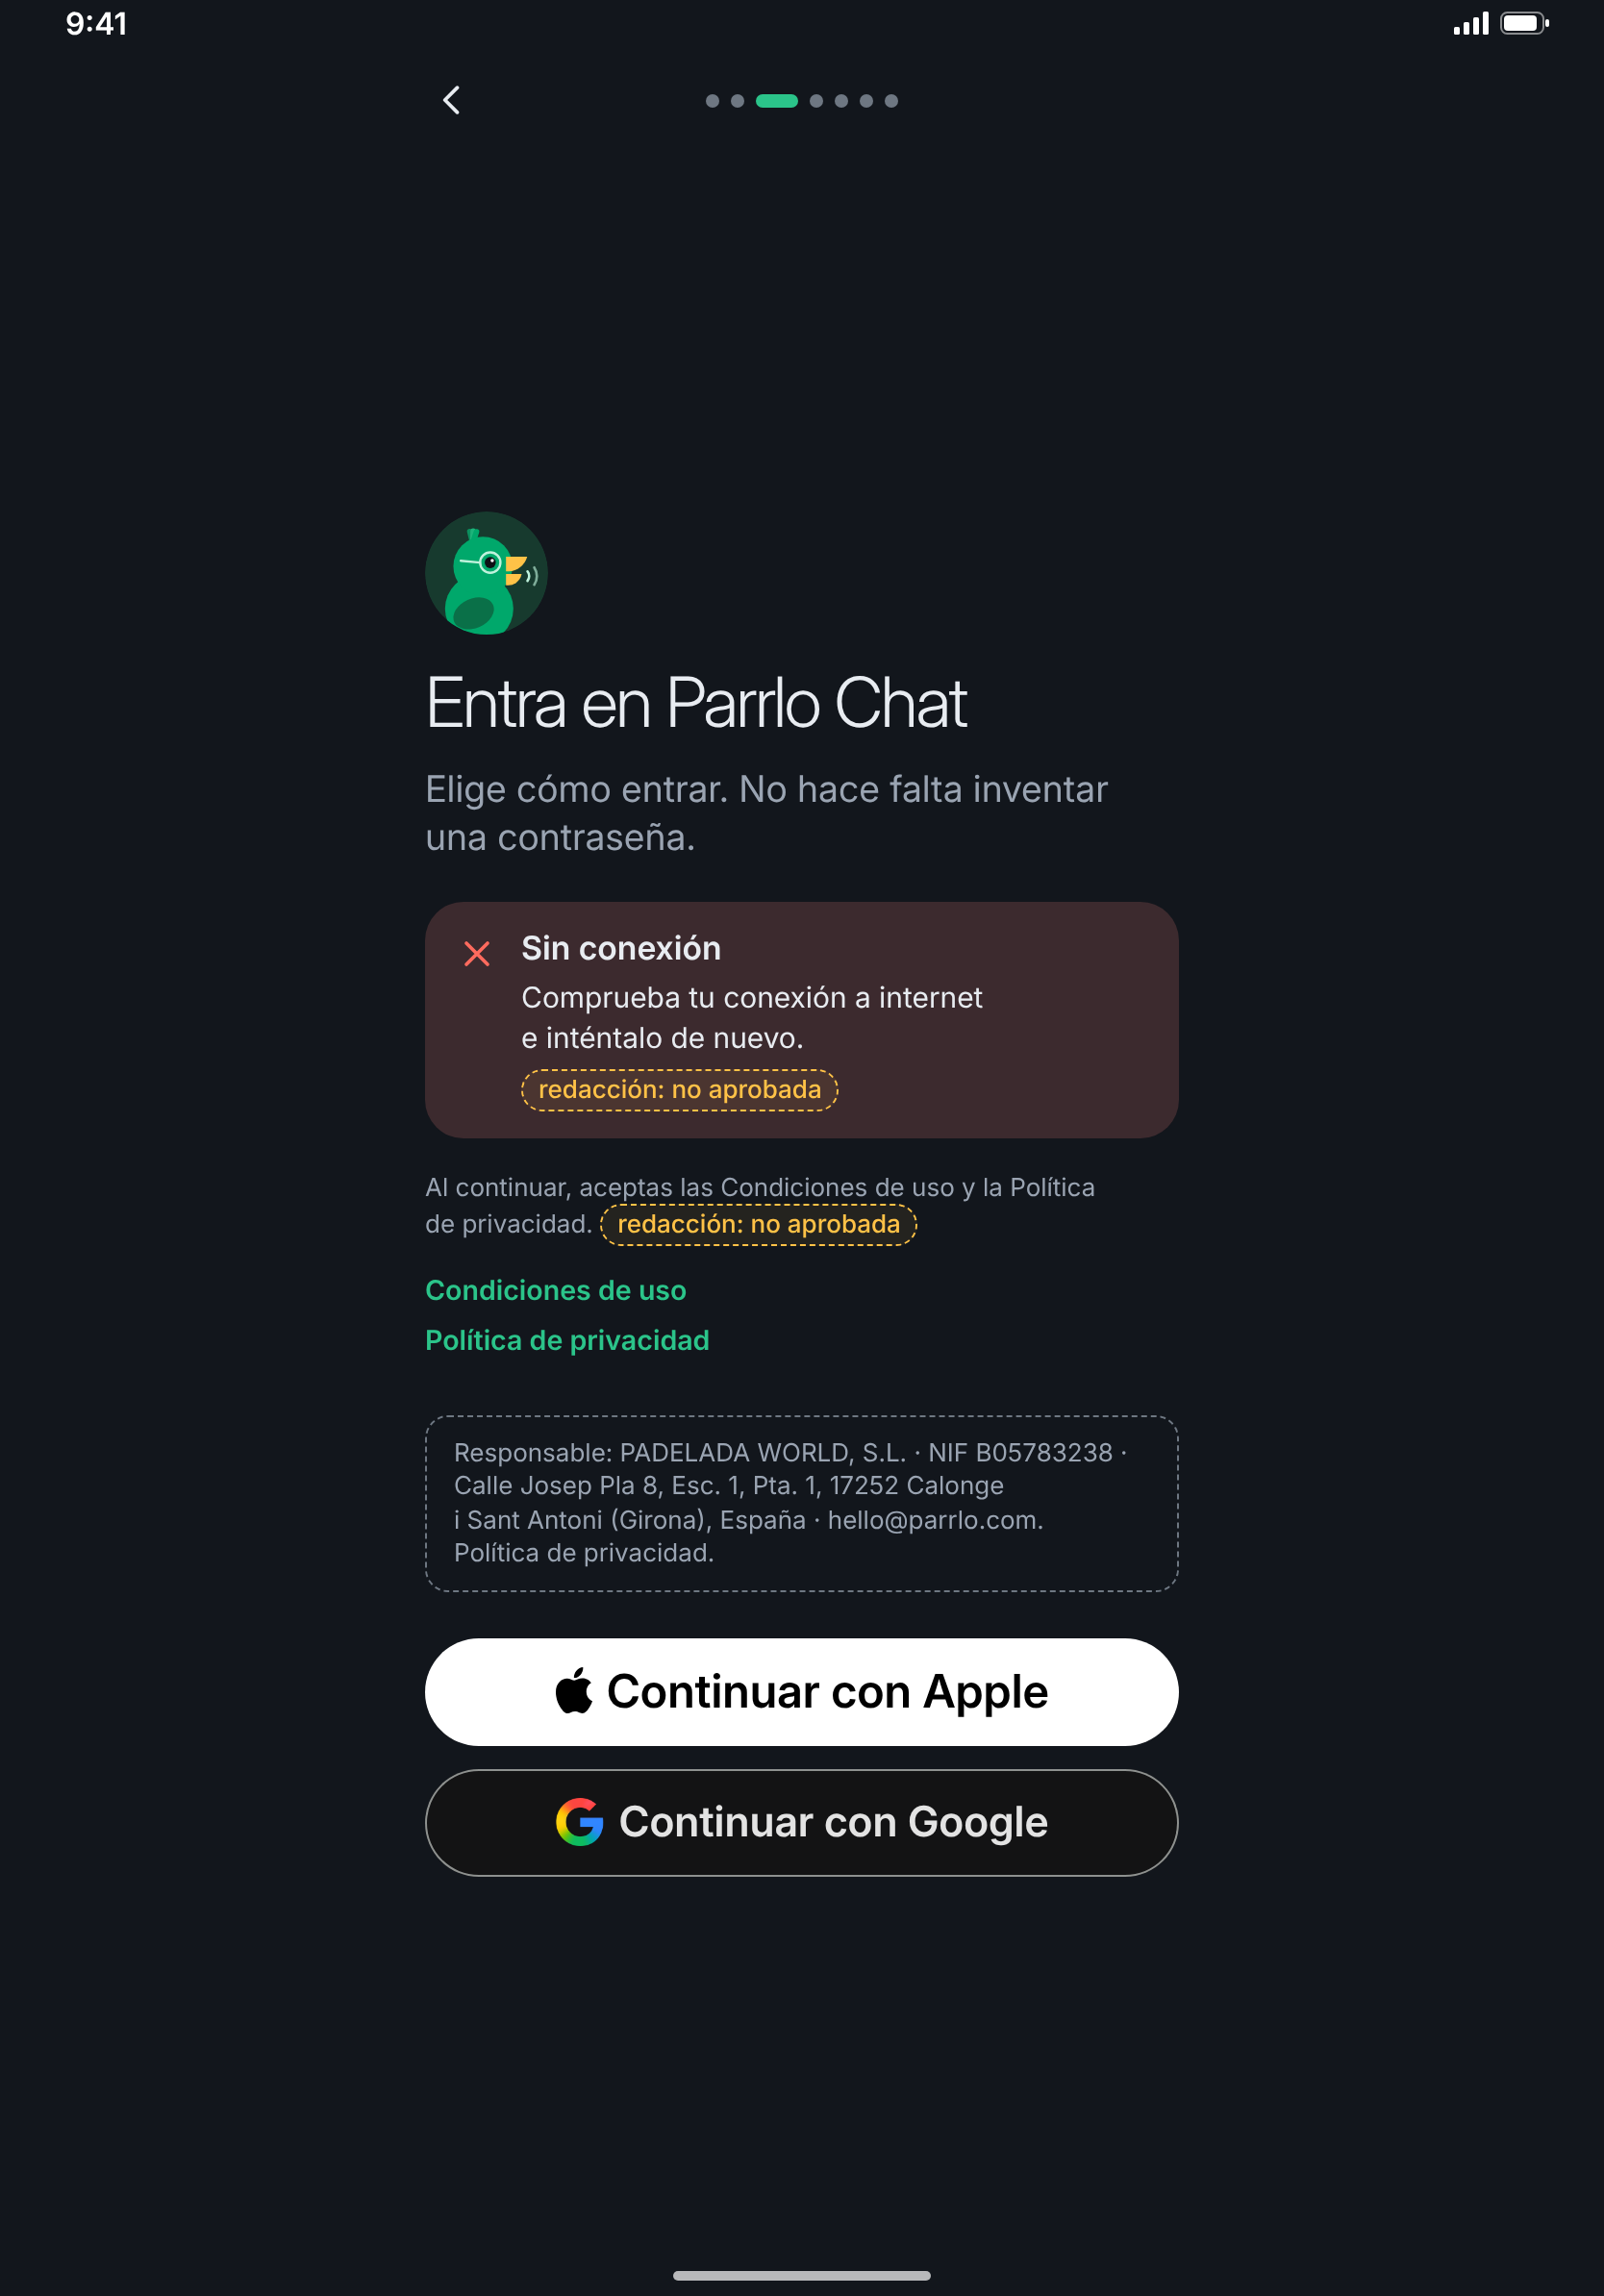 9:41
Entra en Parrlo Chat
Elige cómo entrar. No hace falta inventar
una contraseña.
Sin conexión
Comprueba tu conexión a internet
e inténtalo de nuevo.
redacción: no aprobada
Al continuar, aceptas las Condiciones de uso y la Política
de privacidad. redacción: no aprobada
Condiciones de uso
Política de privacidad
Responsable: PADELADA WORLD, S.L. · NIF B05783238 ·
Calle Josep Pla 8, Esc. 1, Pta. 1, 17252 Calonge
i Sant Antoni (Girona), España · hello@parrlo.com.
Política de privacidad.
Continuar con Apple
Continuar con Google